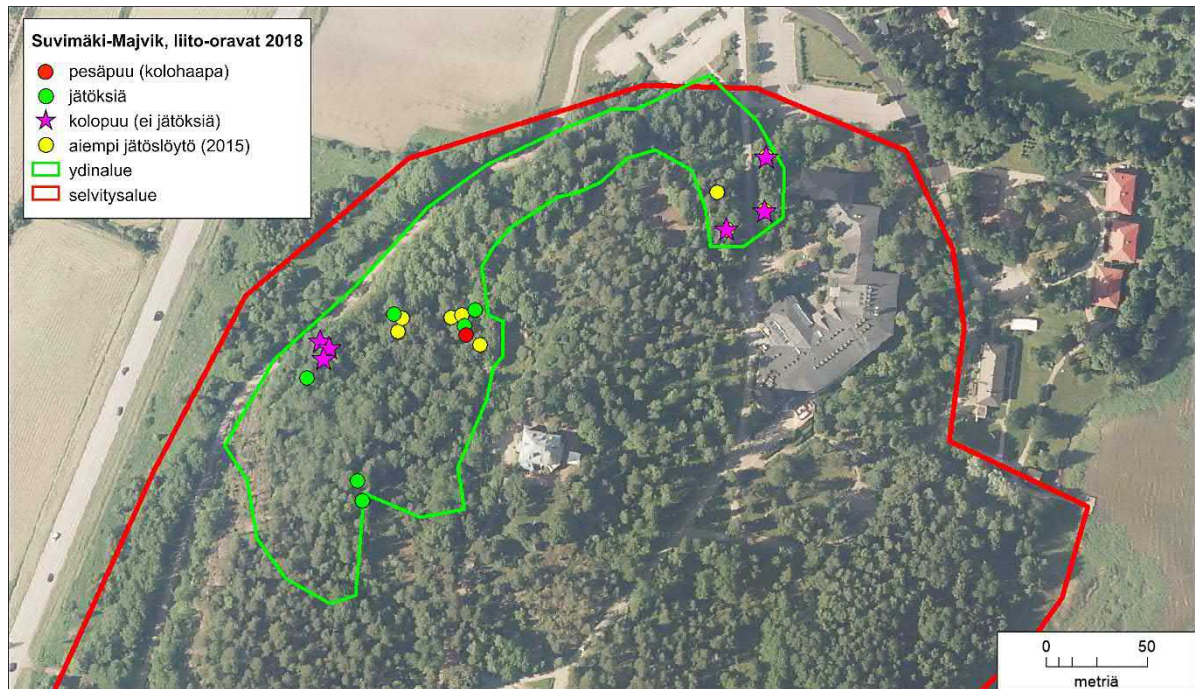 Suvimäki-Majvik, liito-oravat 2018
pesäpuu (kolohaapa)
jätöksiä
kolopuu (ei jätöksiä)
aiempi jätöslöytö (2015)
ydinalue
selvitysalue
0 50
metriä